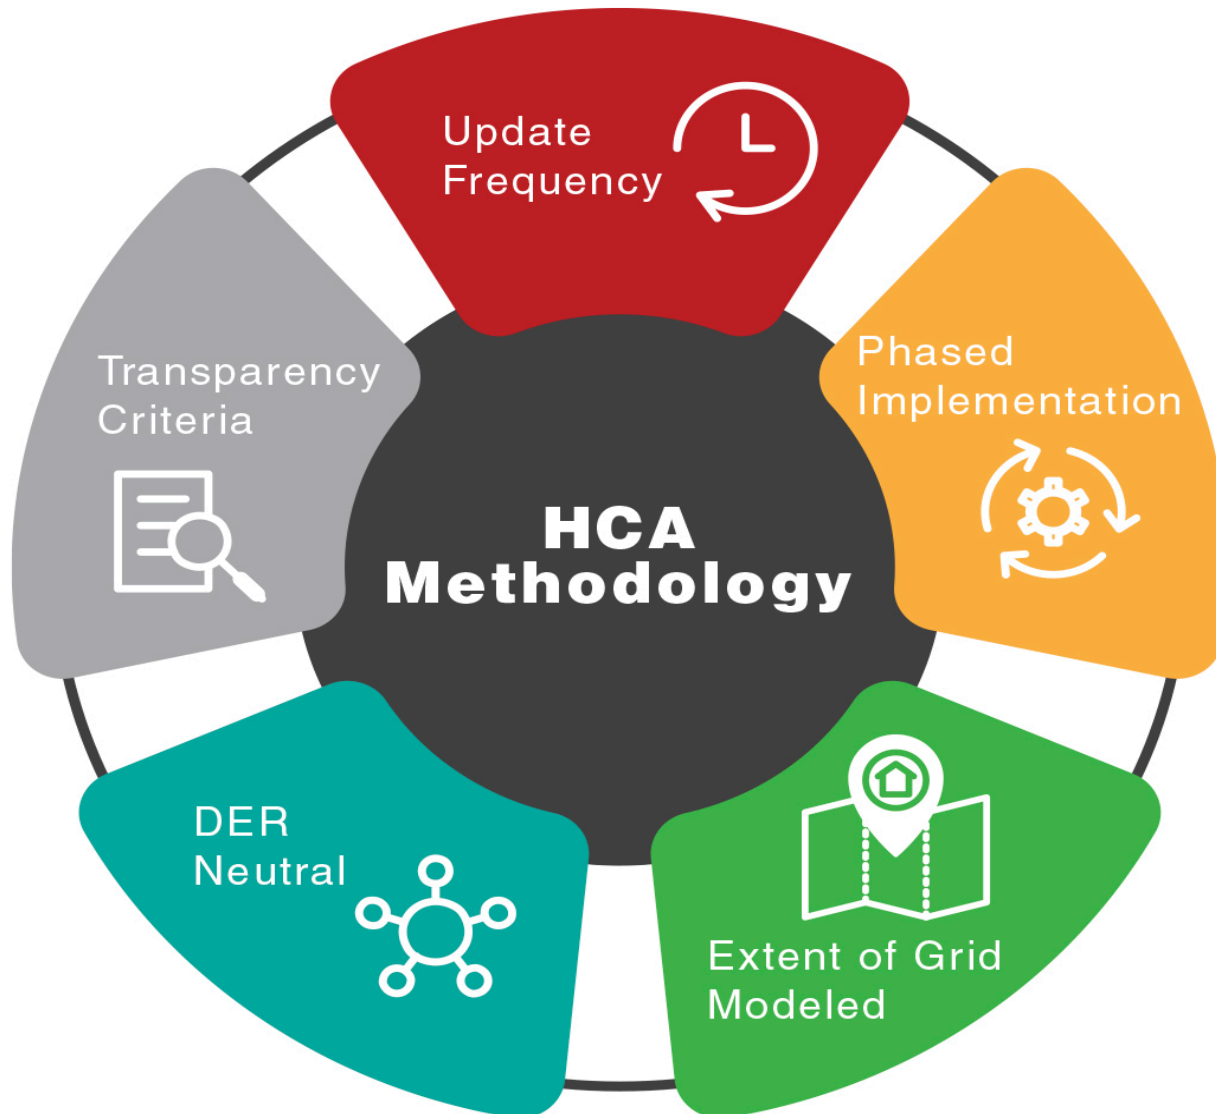 Update
Frequency
Phased
Implementation
Transparency
Criteria
HCA
Methodology
DER
Neutral
Extent of Grid
Modeled